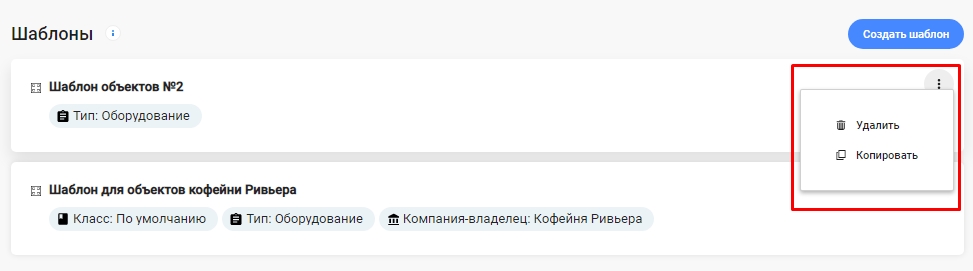 Шаблоны
Создать шаблон
Шаблон объектов №2
Тип: Оборудование
Удалить
Копировать
Шаблон для объектов кофейни Ривьера
Класс: По умолчанию Тип: Оборудование Компания-владелец: Кофейня Ривьера